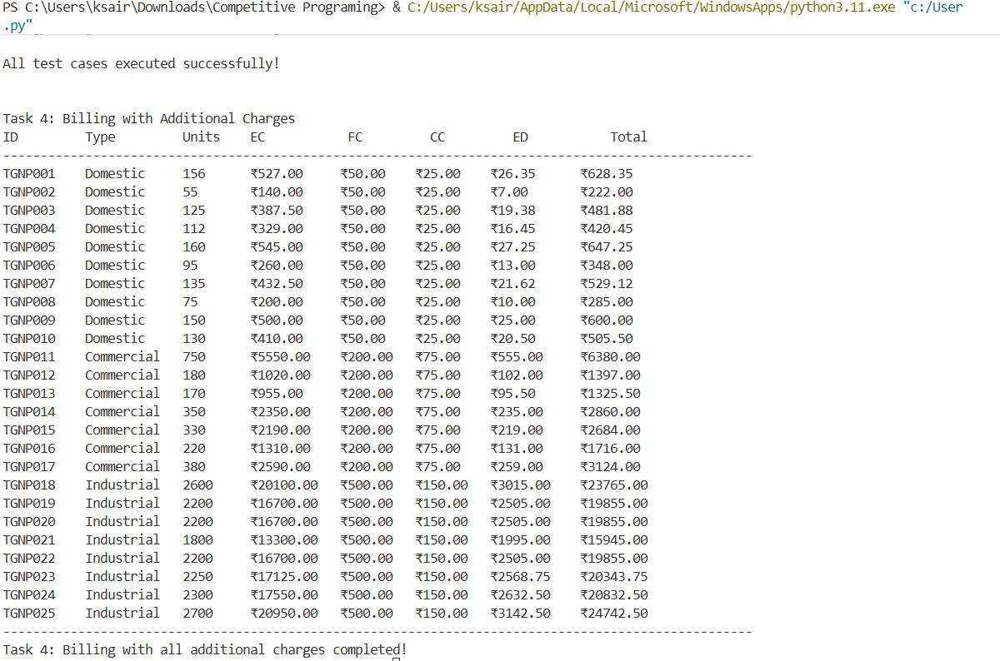 PS C:\Users\ksair\Downloads\Competitive Programing> & C:/Users/ksair/AppData/Local/Microsoft/WindowsApps/python3.11.exe "c:/User
.py"
All test cases executed successfully!
Task 4: Billing with Additional Charges
ID Type Units EC FC CC ED Total
----------------------------------------------------------------------------------------------------
TGNP001 Domestic 156 ₹527.00 ₹50.00 ₹25.00 ₹26.35 ₹628.35
TGNP002 Domestic 55 ₹140.00 ₹50.00 ₹25.00 ₹7.00 ₹222.00
TGNP003 Domestic 125 ₹387.50 ₹50.00 ₹25.00 ₹19.38 ₹481.88
TGNP004 Domestic 112 ₹329.00 ₹50.00 ₹25.00 ₹16.45 ₹420.45
TGNP005 Domestic 160 ₹545.00 ₹50.00 ₹25.00 ₹27.25 ₹647.25
TGNP006 Domestic 95 ₹260.00 ₹50.00 ₹25.00 ₹13.00 ₹348.00
TGNP007 Domestic 135 ₹432.50 ₹50.00 ₹25.00 ₹21.62 ₹529.12
TGNP008 Domestic 75 ₹200.00 ₹50.00 ₹25.00 ₹10.00 ₹285.00
TGNP009 Domestic 150 ₹500.00 ₹50.00 ₹25.00 ₹25.00 ₹600.00
TGNP010 Domestic 130 ₹410.00 ₹50.00 ₹25.00 ₹20.50 ₹505.50
TGNP011 Commercial 750 ₹5550.00 ₹200.00 ₹75.00 ₹555.00 ₹6380.00
TGNP012 Commercial 180 ₹1020.00 ₹200.00 ₹75.00 ₹102.00 ₹1397.00
TGNP013 Commercial 170 ₹955.00 ₹200.00 ₹75.00 ₹95.50 ₹1325.50
TGNP014 Commercial 350 ₹2350.00 ₹200.00 ₹75.00 ₹235.00 ₹2860.00
TGNP015 Commercial 330 ₹2190.00 ₹200.00 ₹75.00 ₹219.00 ₹2684.00
TGNP016 Commercial 220 ₹1310.00 ₹200.00 ₹75.00 ₹131.00 ₹1716.00
TGNP017 Commercial 380 ₹2590.00 ₹200.00 ₹75.00 ₹259.00 ₹3124.00
TGNP018 Industrial 2600 ₹20100.00 ₹500.00 ₹150.00 ₹3015.00 ₹23765.00
TGNP019 Industrial 2200 ₹16700.00 ₹500.00 ₹150.00 ₹2505.00 ₹19855.00
TGNP020 Industrial 2200 ₹16700.00 ₹500.00 ₹150.00 ₹2505.00 ₹19855.00
TGNP021 Industrial 1800 ₹13300.00 ₹500.00 ₹150.00 ₹1995.00 ₹15945.00
TGNP022 Industrial 2200 ₹16700.00 ₹500.00 ₹150.00 ₹2505.00 ₹19855.00
TGNP023 Industrial 2250 ₹17125.00 ₹500.00 ₹150.00 ₹2568.75 ₹20343.75
TGNP024 Industrial 2300 ₹17550.00 ₹500.00 ₹150.00 ₹2632.50 ₹20832.50
TGNP025 Industrial 2700 ₹20950.00 ₹500.00 ₹150.00 ₹3142.50 ₹24742.50
----------------------------------------------------------------------------------------------------
Task 4: Billing with all additional charges completed!